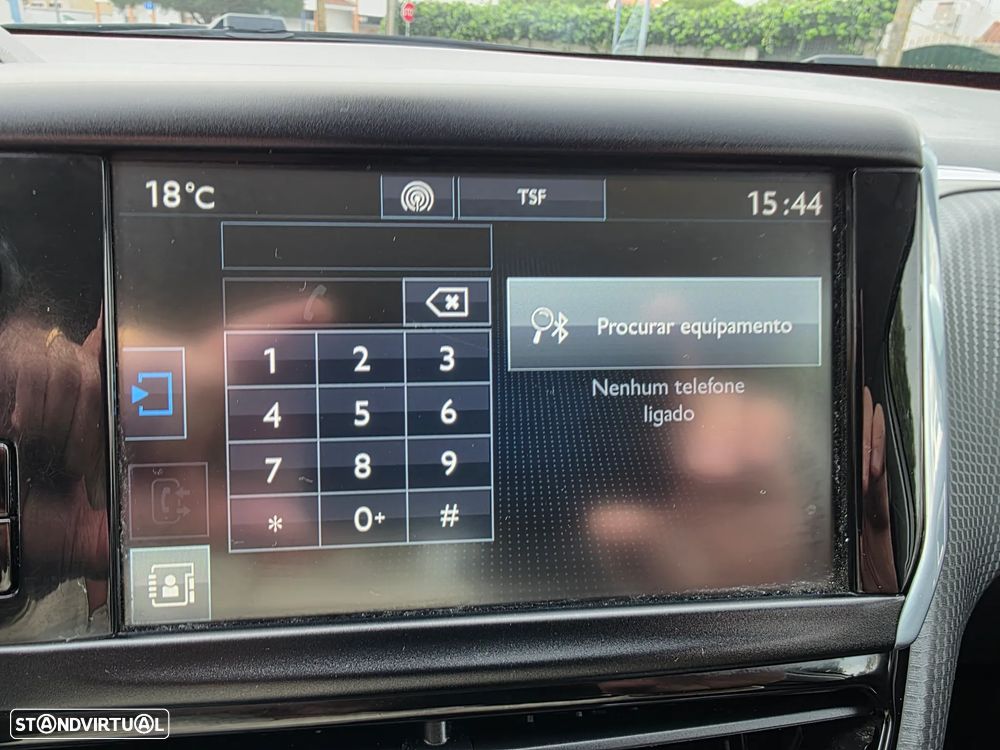 18°C
TSF
15:44
Procurar equipamento
Nenhum telefone
ligado
1 2 3
4 5 6
7 8 9
* 0+ #
STANDVIRTUAL